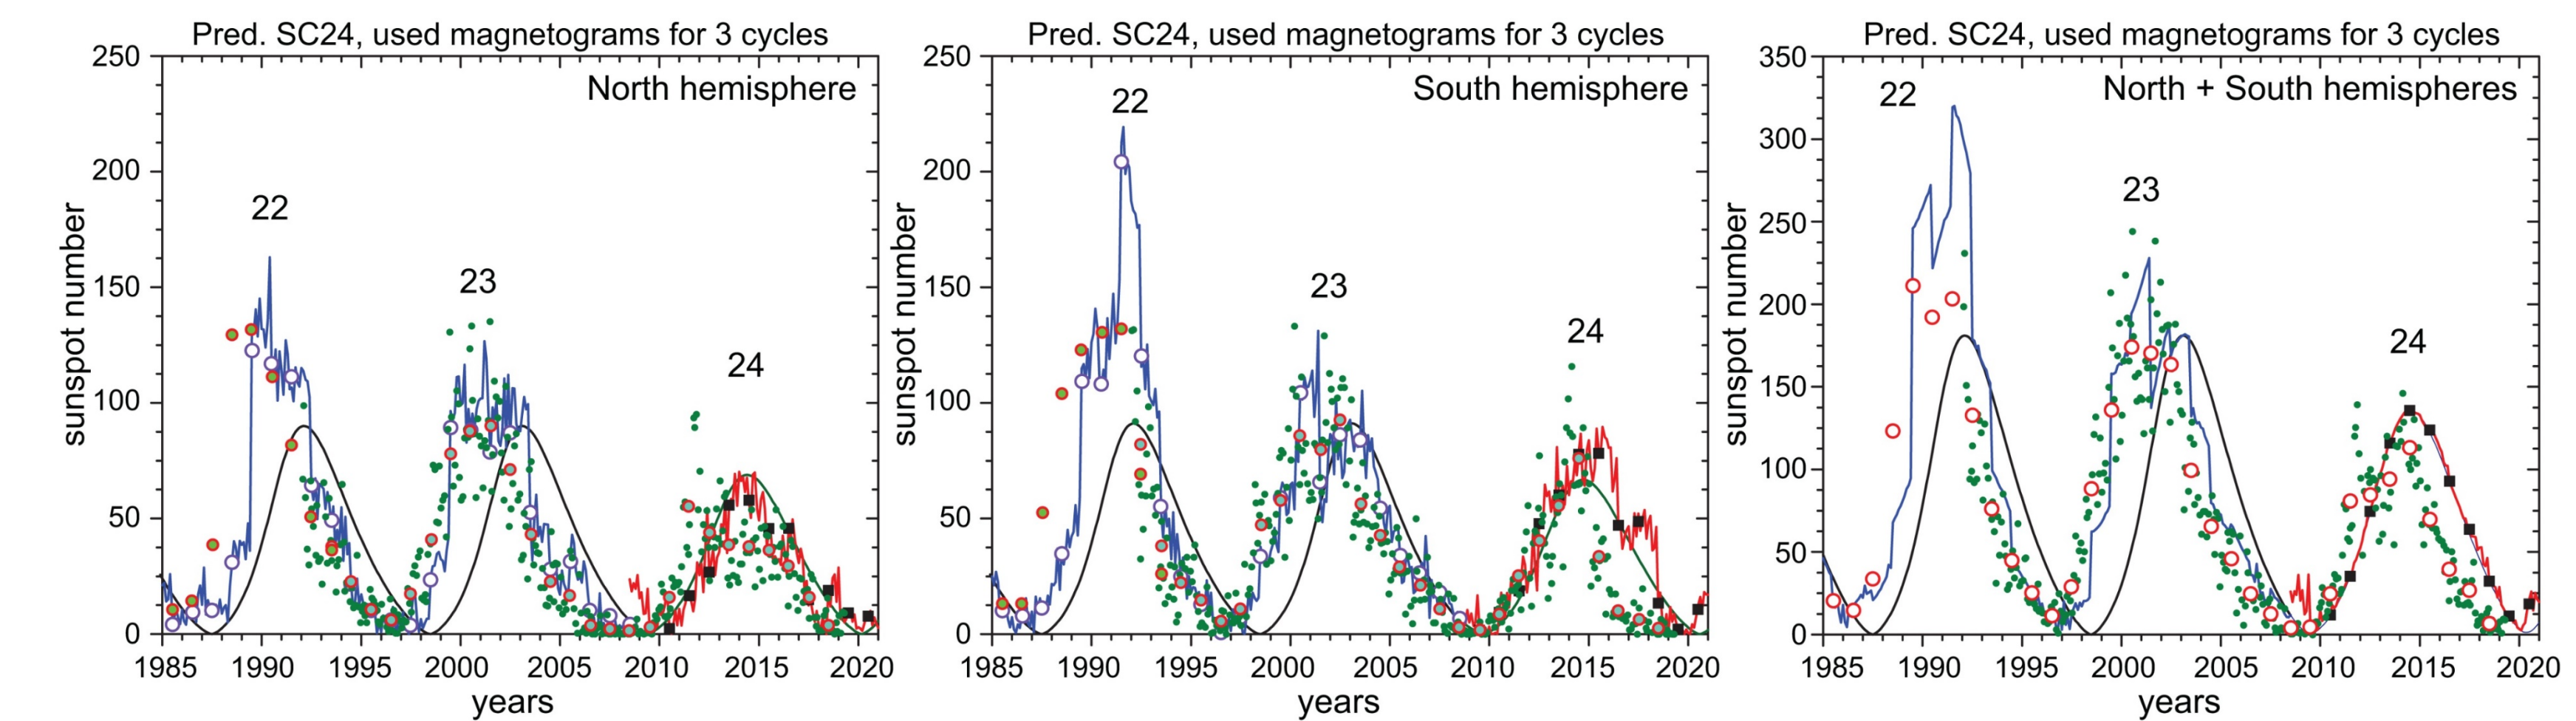 Pred. SC24, used magnetograms for 3 cycles
North hemisphere
sunspot number
250
200
150
100
50
0
22
23
24
1985 1990 1995 2000 2005 2010 2015 2020
years
Pred. SC24, used magnetograms for 3 cycles
South hemisphere
sunspot number
250
200
150
100
50
0
22
23
24
1985 1990 1995 2000 2005 2010 2015 2020
years
Pred. SC24, used magnetograms for 3 cycles
North + South hemispheres
sunspot number
350
300
250
200
150
100
50
0
22
23
24
1985 1990 1995 2000 2005 2010 2015 2020
years